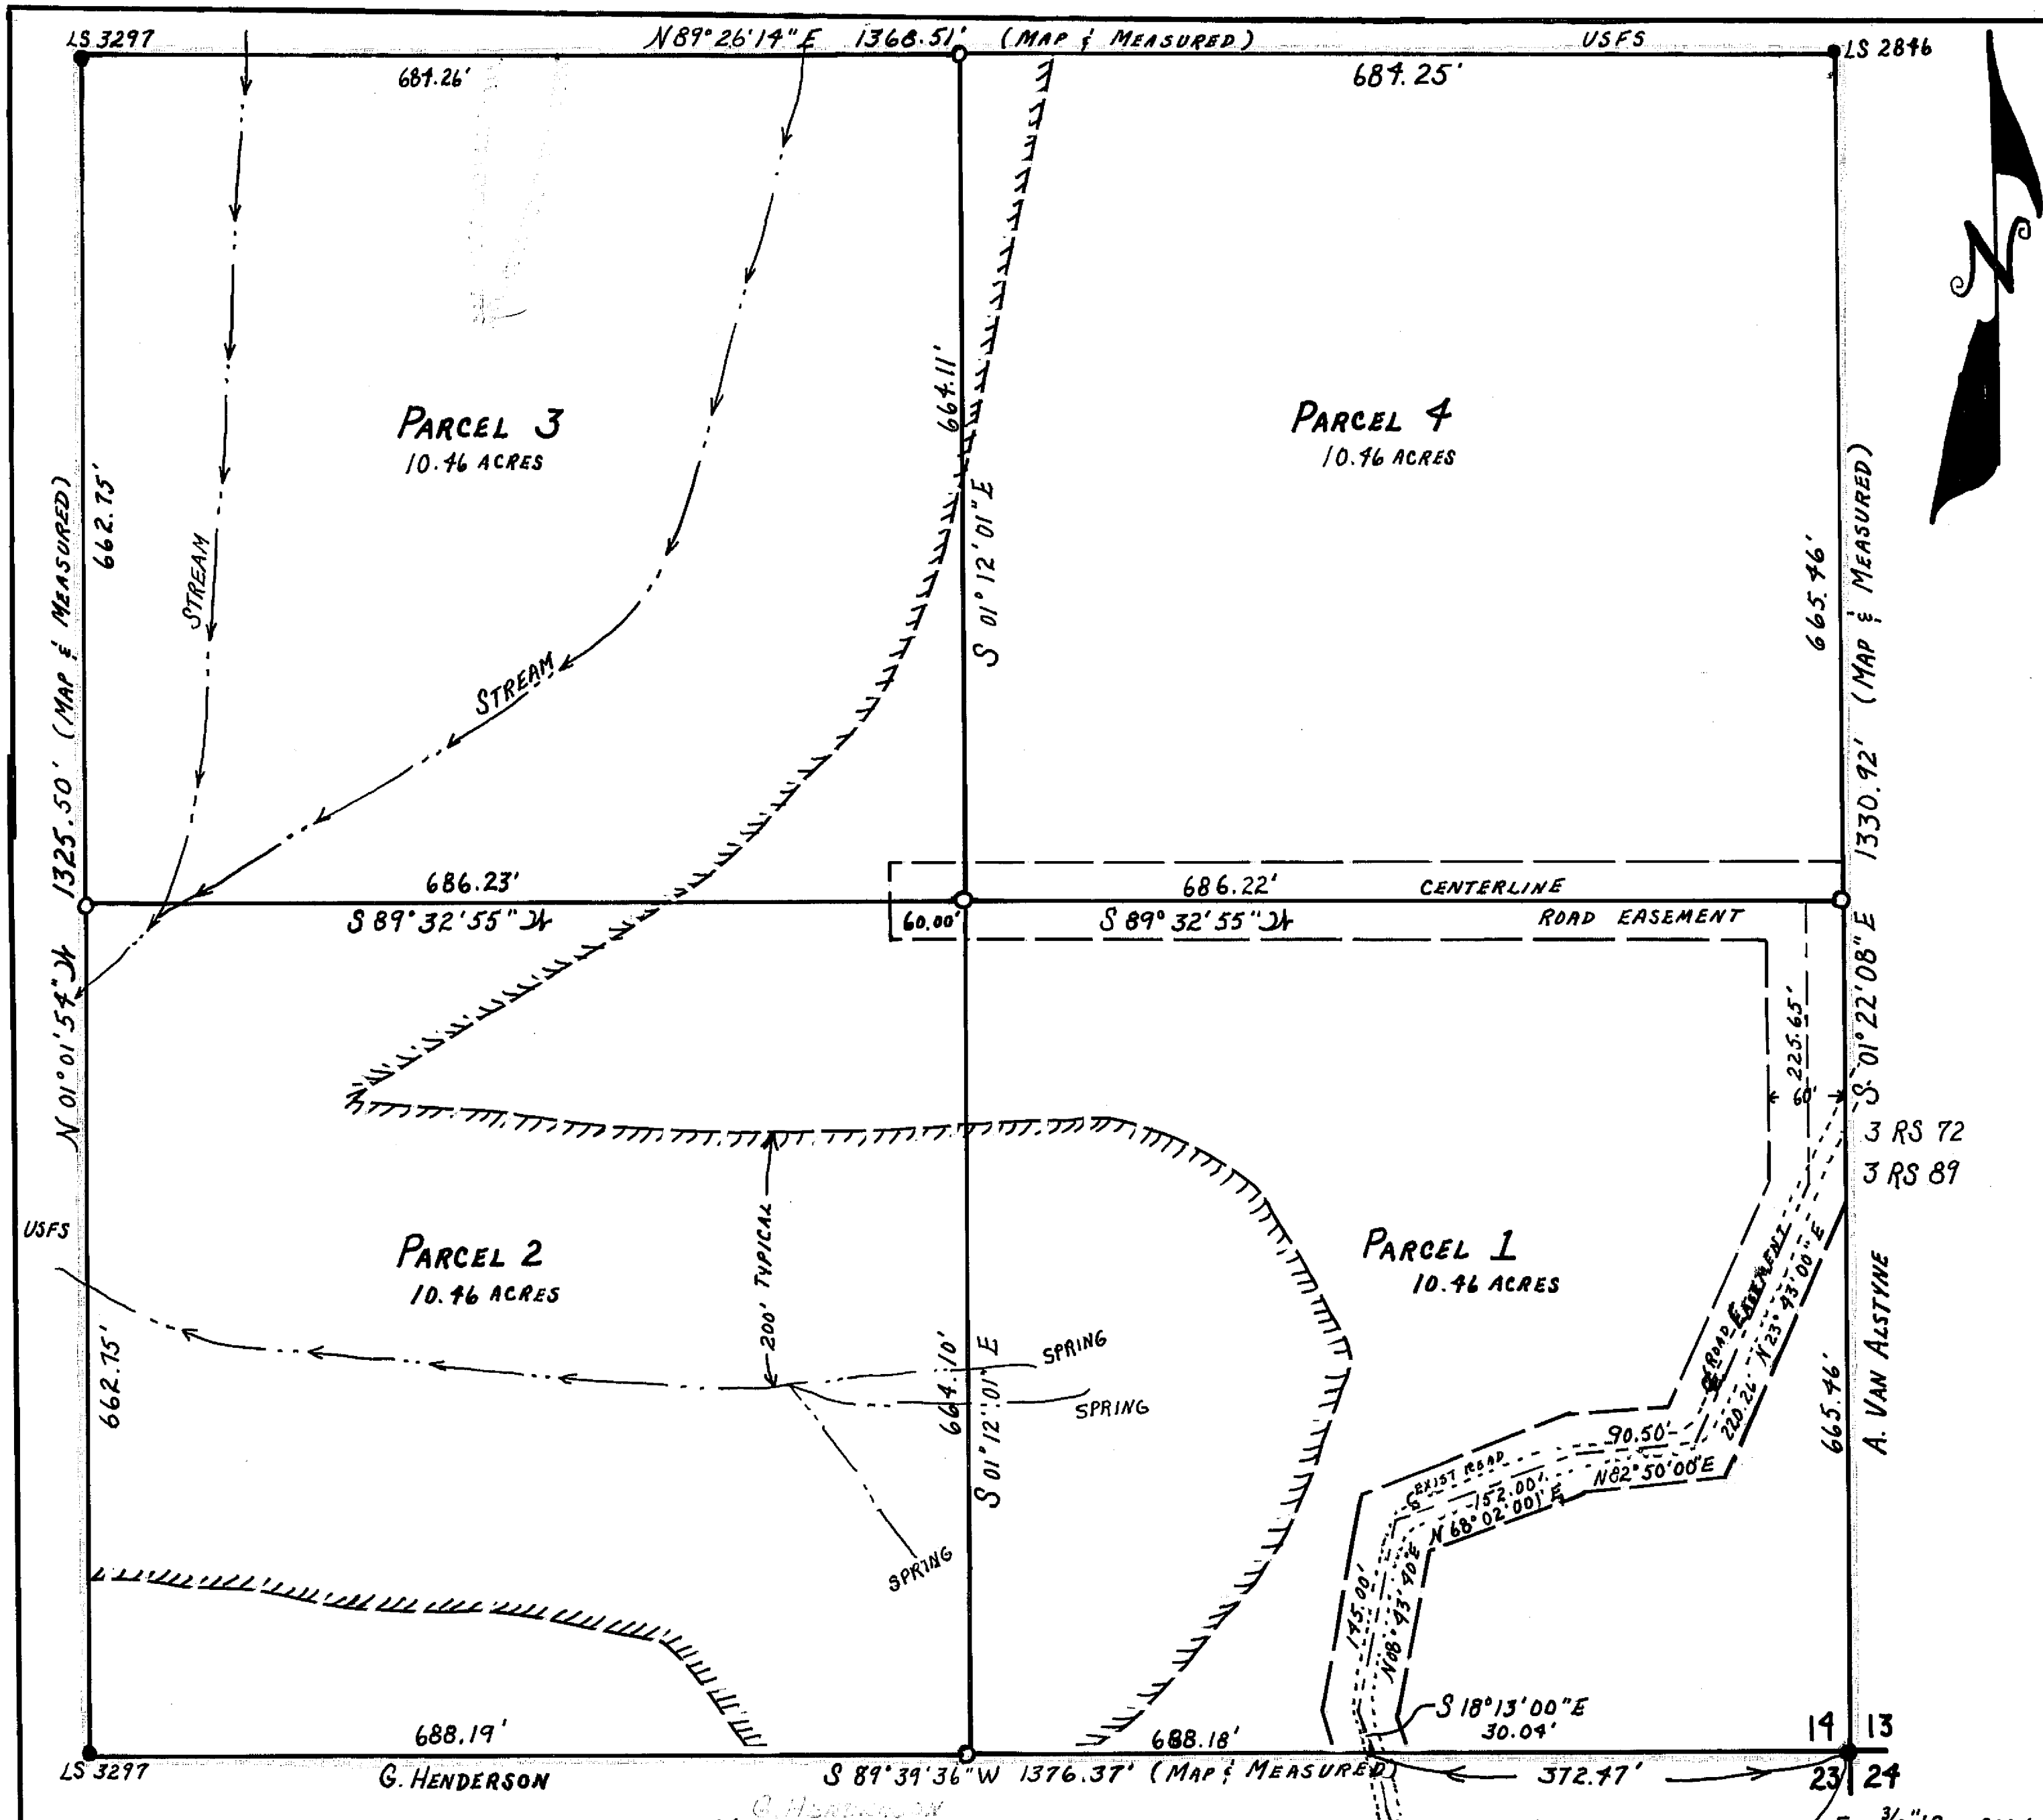 LS 3297
N 89° 26' 14" E 1368.51' (MAP & MEASURED)
USFS
LS 2846
684.26'
684.25'
N
PARCEL 3
10.46 ACRES
PARCEL 4
10.46 ACRES
664.11'
S 01° 12' 01" E
662.75'
N 01° 01' 54" W 1325.50' (MAP & MEASURED)
STREAM
STREAM
665.46'
S 01° 22' 08" E 1330.92' (MAP & MEASURED)
686.23'
S 89° 32' 55" W
60.00'
686.22'
CENTERLINE
S 89° 32' 55" W
ROAD EASEMENT
225.65'
60'
3 RS 72
3 RS 89
USFS
PARCEL 2
10.46 ACRES
200' TYPICAL
PARCEL 1
10.46 ACRES
662.75'
664.10'
S 01° 12' 01" E
SPRING
SPRING
SPRING
℄ ROAD EASEMENT
N 23° 43' 00" E
220.26'
665.46'
A. VAN ALSTYNE
90.50'
N 82° 50' 00" E
℄ EXIST ROAD
152.00'
N 68° 02' 00' E
145.00'
N 08° 43' 40" E
S 18° 13' 00" E
30.04'
688.19'
688.18'
14 13
23 24
LS 3297
G. HENDERSON
S 89° 39' 36" W 1376.37' (MAP & MEASURED)
372.47'
G. HENDERSON